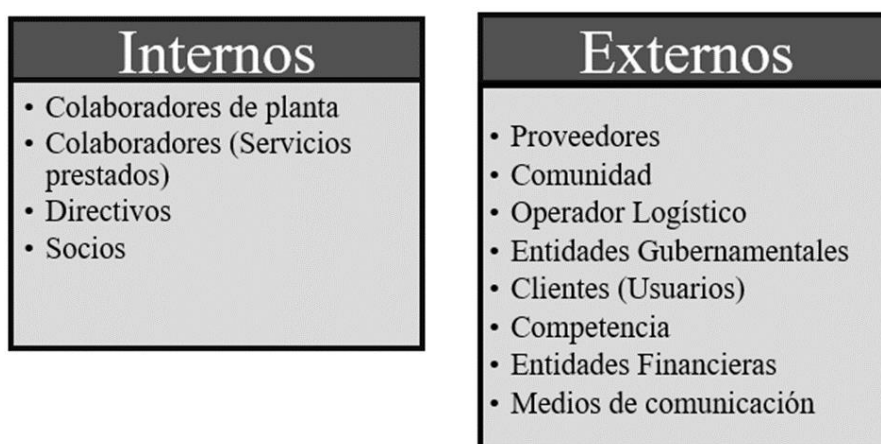 Internos
• Colaboradores de planta
• Colaboradores (Servicios
prestados)
• Directivos
• Socios
Externos
• Proveedores
• Comunidad
• Operador Logístico
• Entidades Gubernamentales
• Clientes (Usuarios)
• Competencia
• Entidades Financieras
• Medios de comunicación